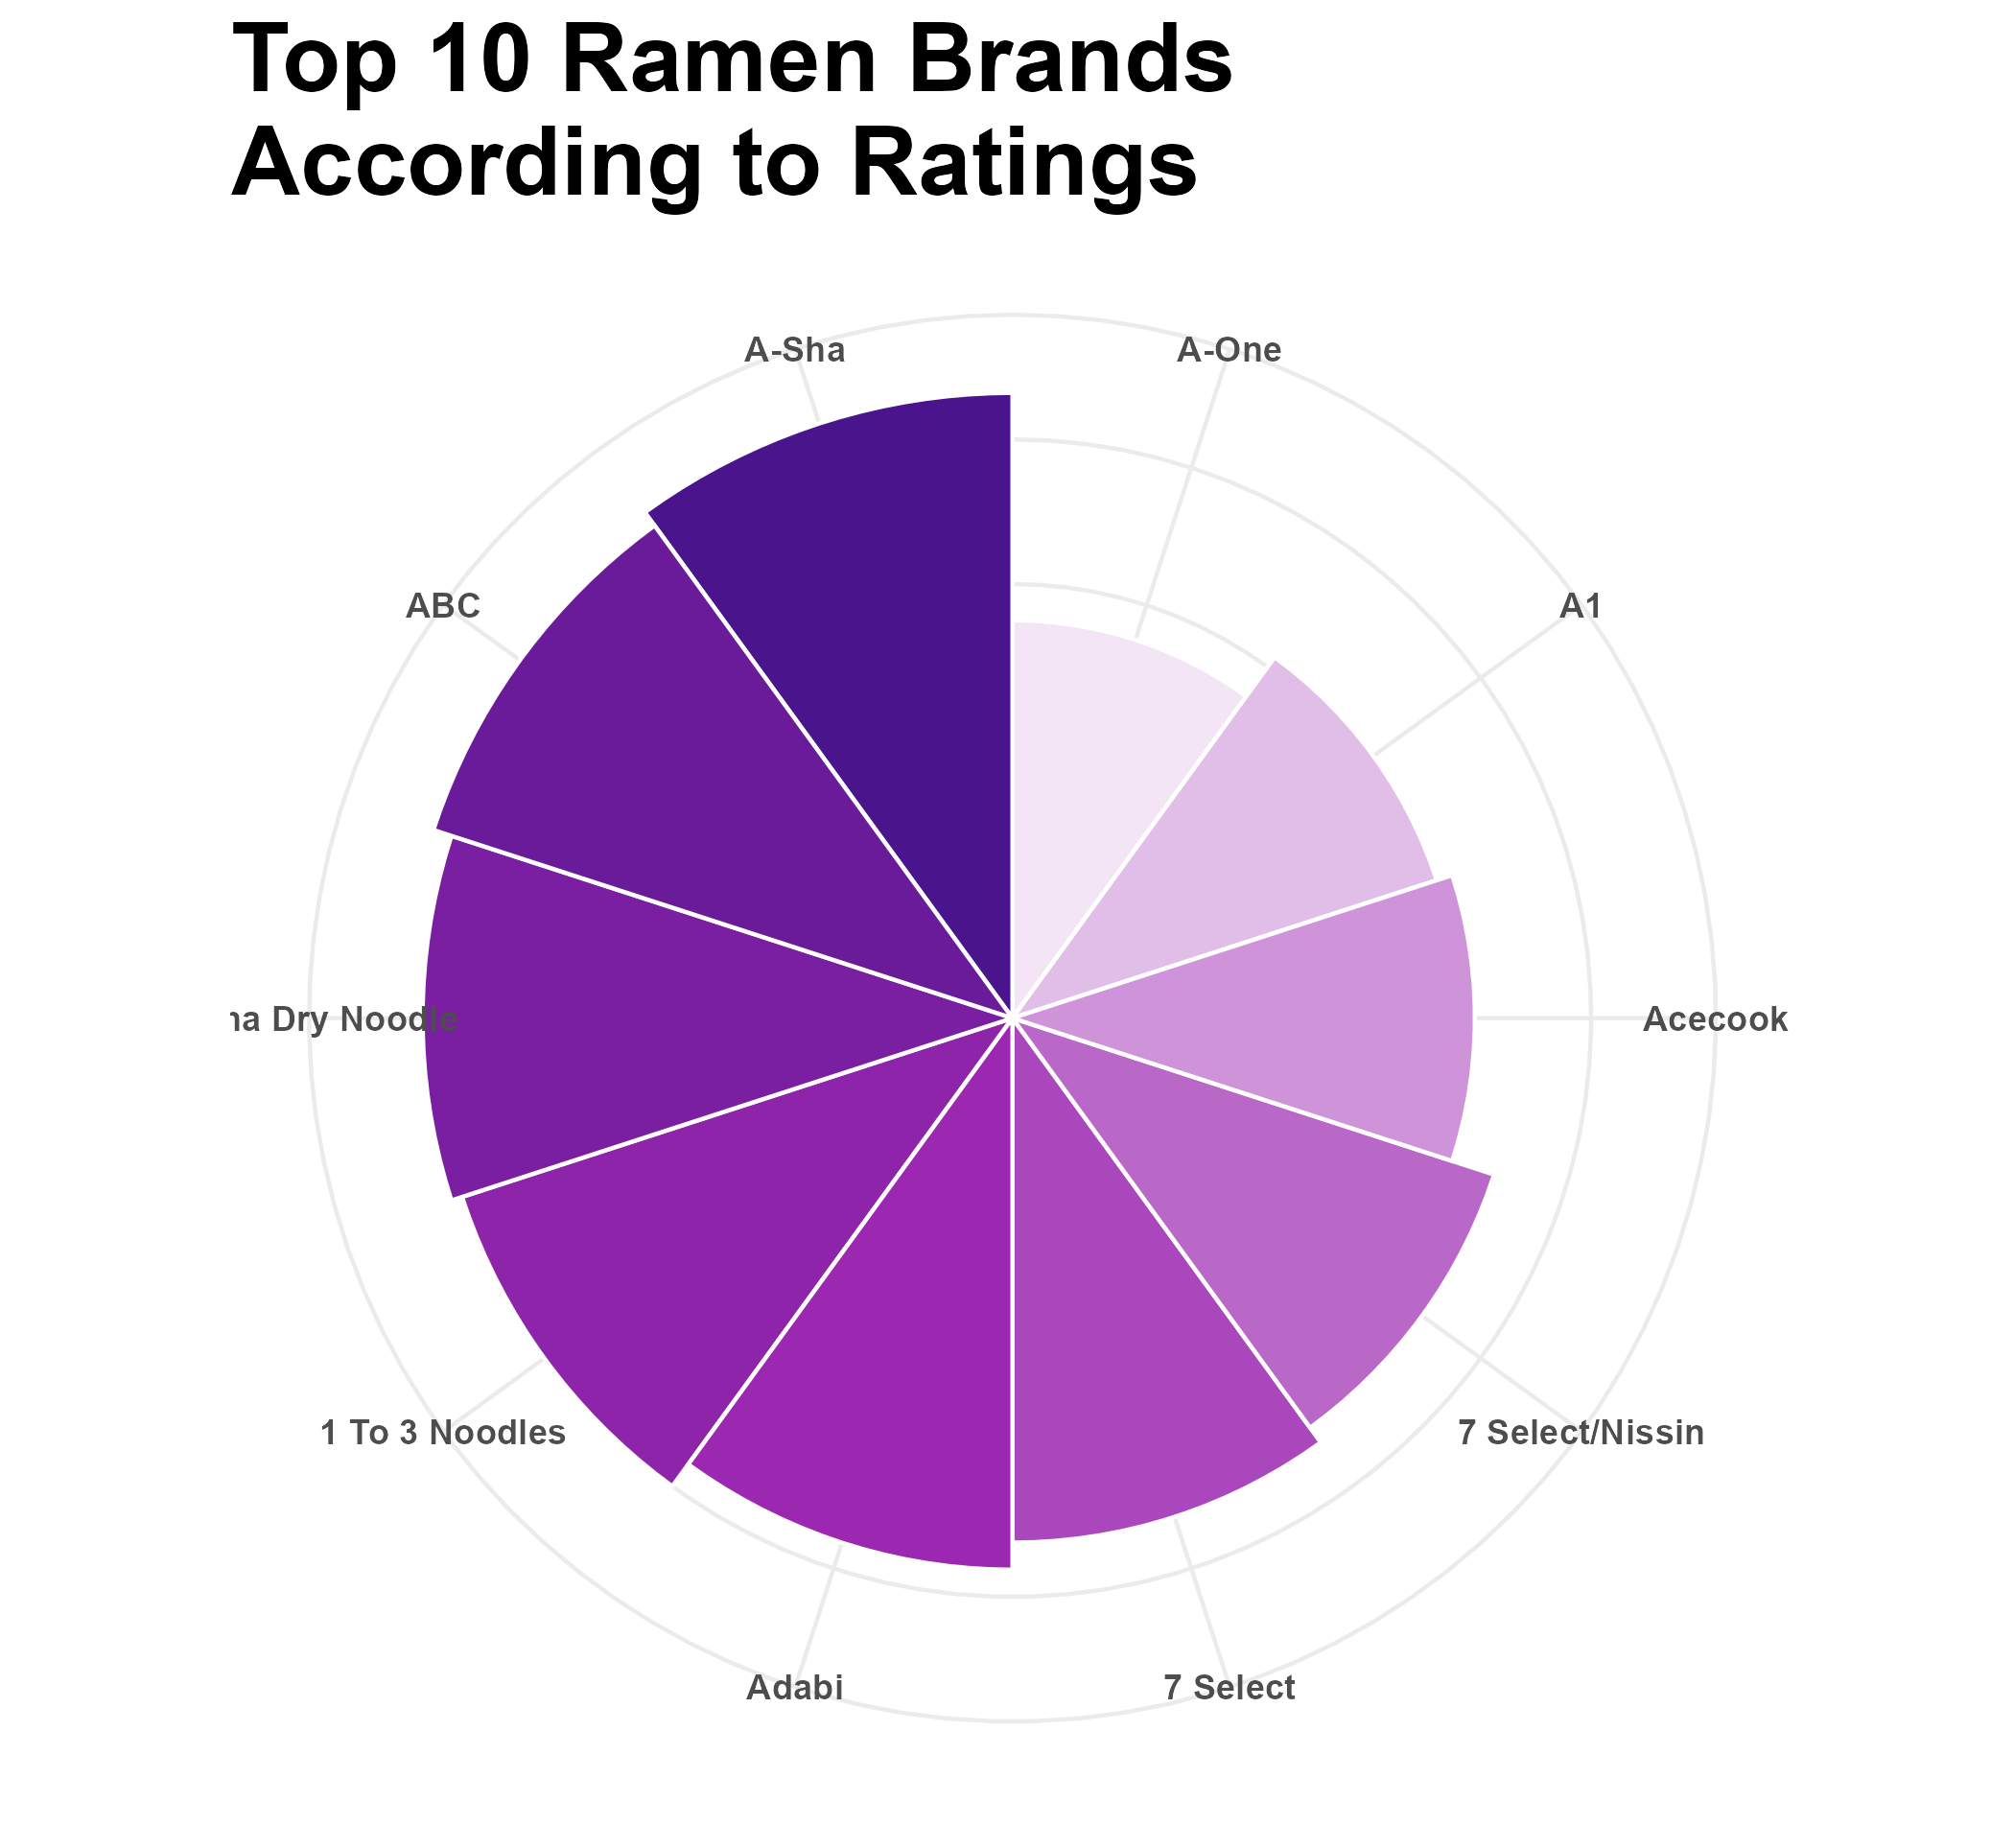 Top 10 Ramen Brands
According to Ratings
A-Sha
A-One
ABC
A1
Dry Noodle
Acecook
1 To 3 Noodles
7 Select/Nissin
Adabi
7 Select